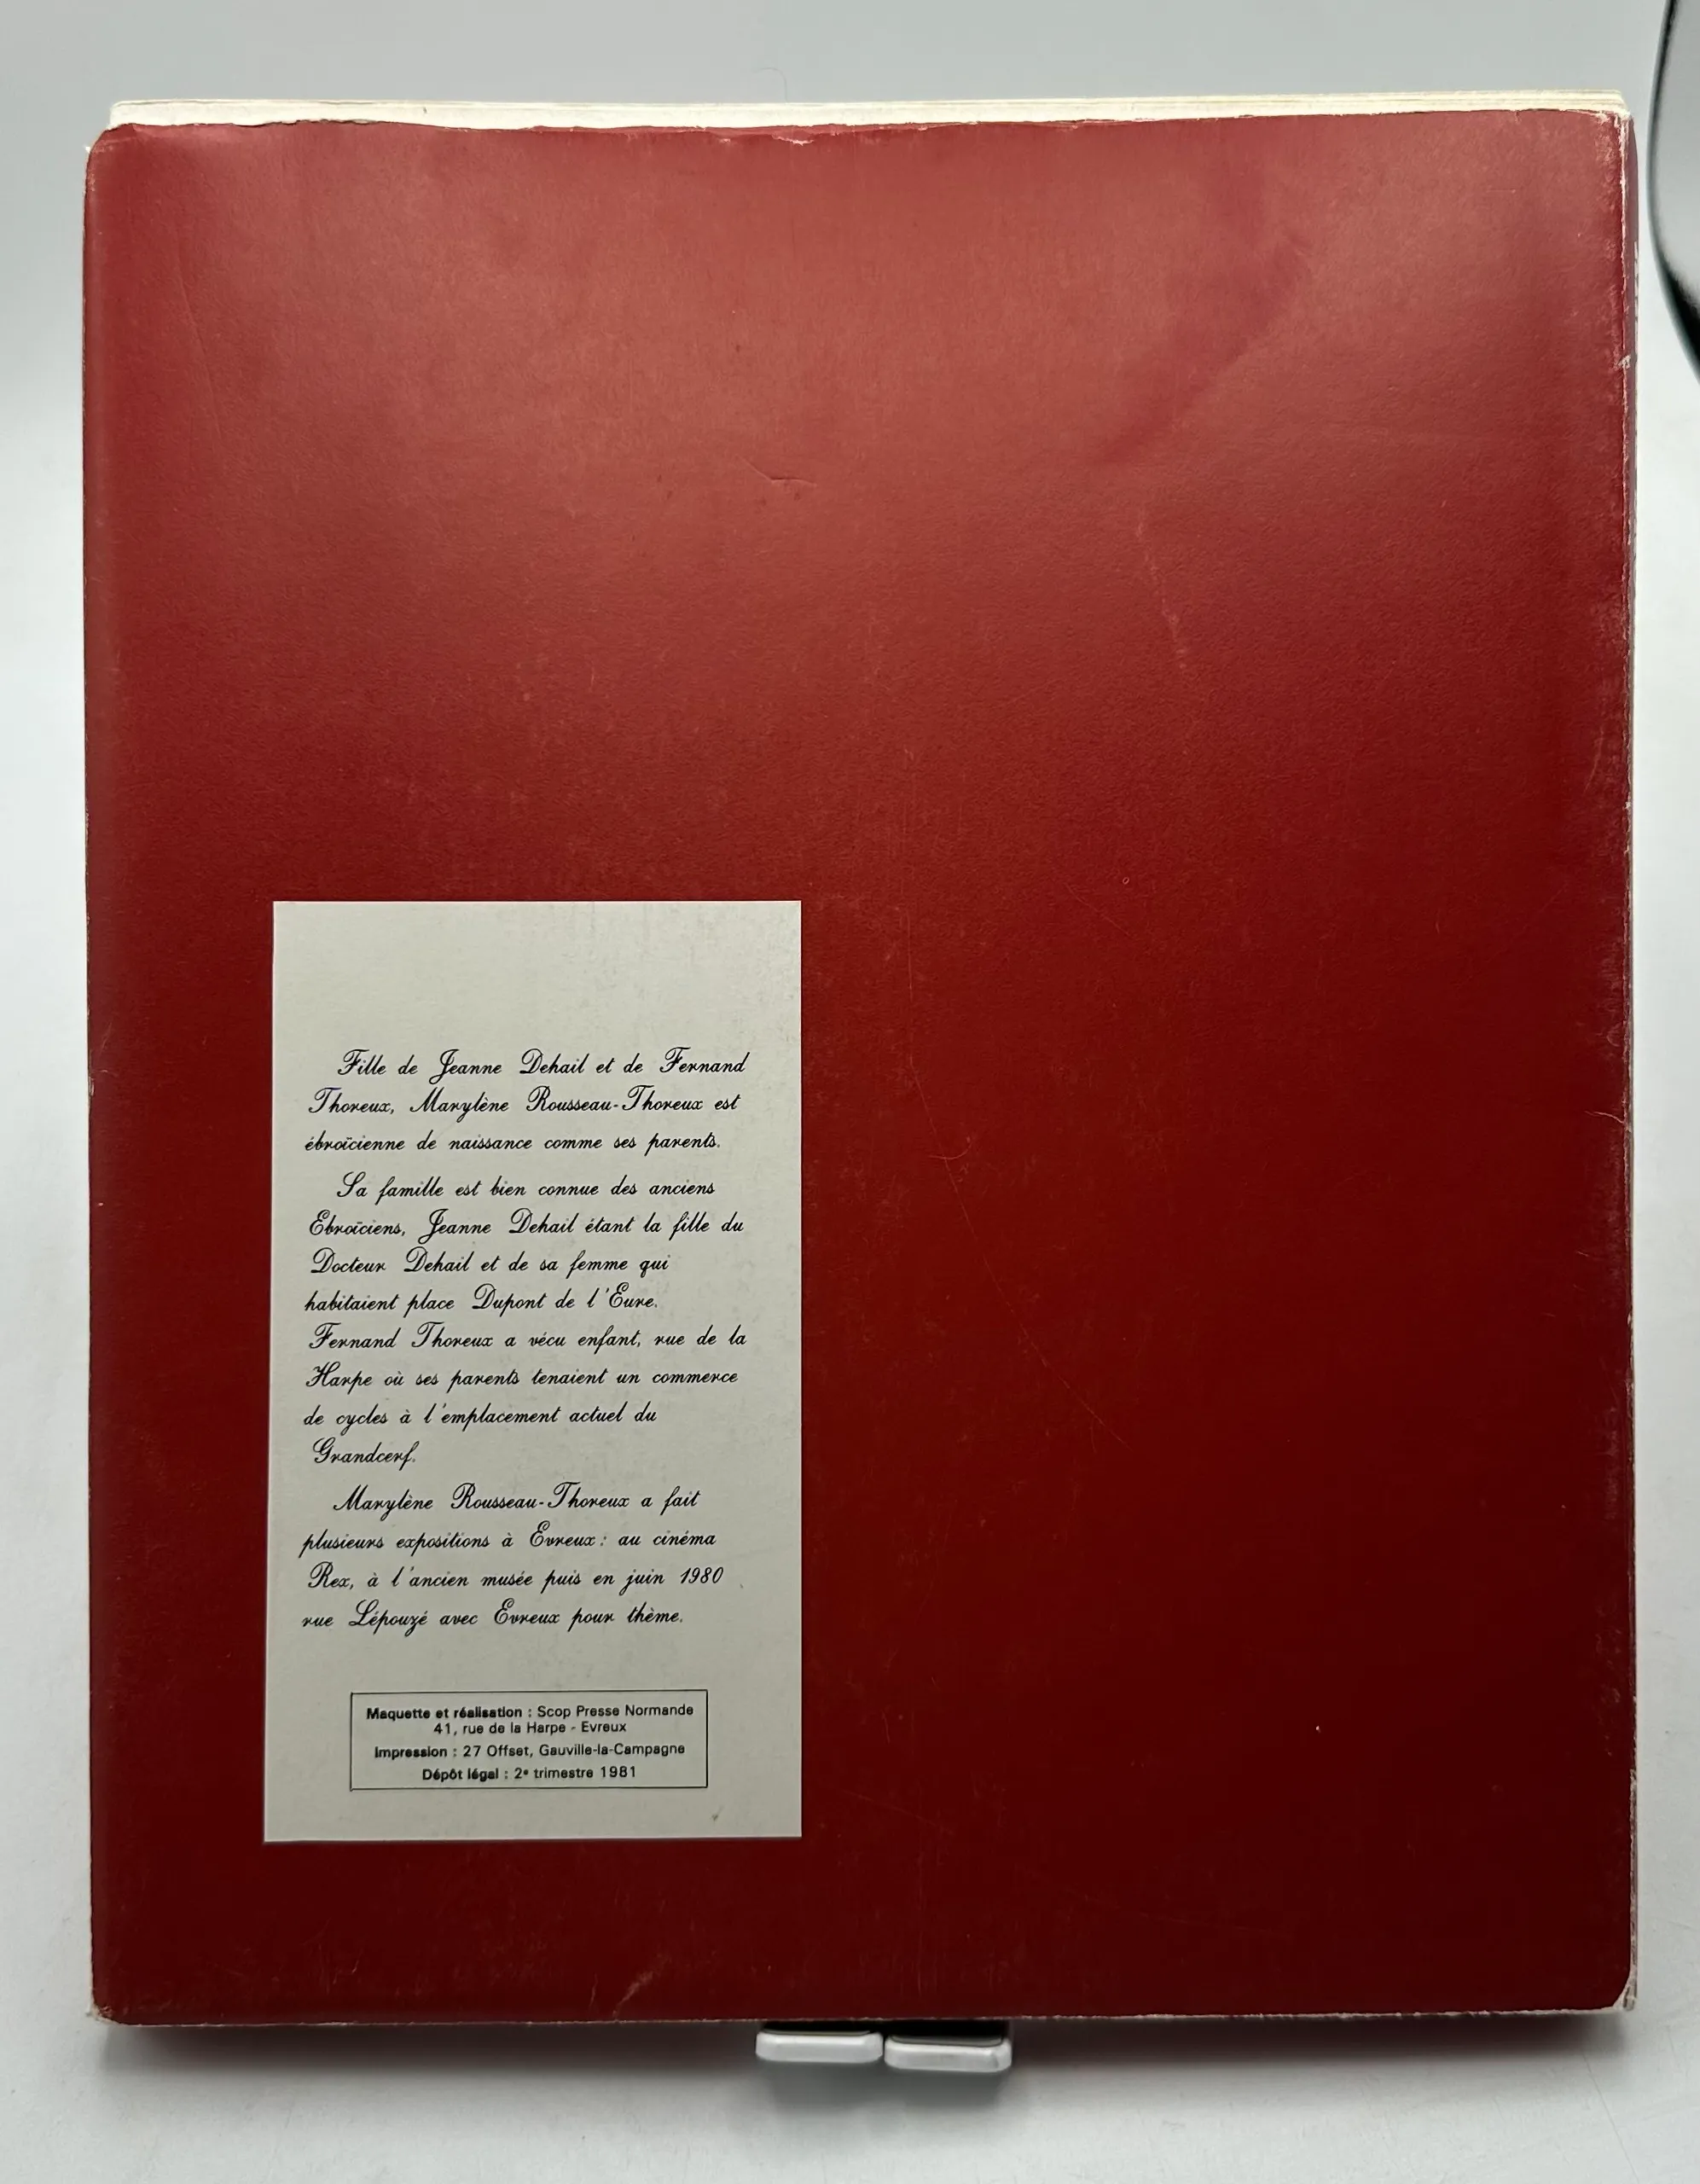 Fille de Jeanne Dehail et de Fernand
Thoreux, Marylène Rousseau-Thoreux est
ébroïcienne de naissance comme ses parents.
Sa famille est bien connue des anciens
Ebroïciens, Jeanne Dehail étant la fille du
Docteur Dehail et de sa femme qui
habitaient place Dupont de l'Eure.
Fernand Thoreux a vécu enfant, rue de la
Harpe où ses parents tenaient un commerce
de cycles à l'emplacement actuel du
Grandcerf.
Marylène Rousseau-Thoreux a fait
plusieurs expositions à Evreux : au cinéma
Rex, à l'ancien musée puis en juin 1980
rue Lépouzé avec Evreux pour thème.
Maquette et réalisation : Scop Presse Normande
41, rue de la Harpe - Evreux
Impression : 27 Offset, Gauville-la-Campagne
Dépôt légal : 2e trimestre 1981